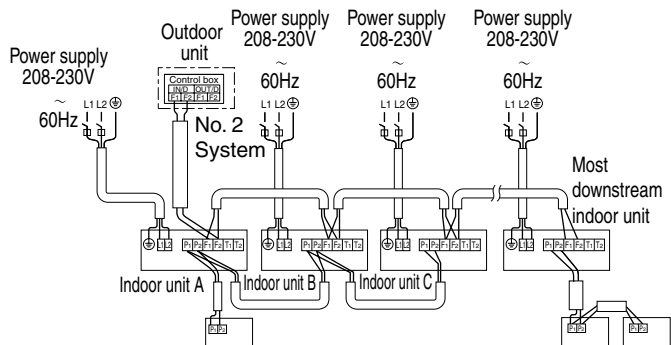 Power supply
208-230V
~
60Hz
L1 L2
Outdoor
unit
Control box
IN/D OUT/D
F1 F2 F1 F2
No. 2
System
Power supply
208-230V
~
60Hz
L1 L2
Power supply
208-230V
~
60Hz
L1 L2
Power supply
208-230V
~
60Hz
L1 L2
Most
downstream
indoor unit
L1 L2 P1 P2 F1 F2 T1 T2
L1 L2 P1 P2 F1 F2 T1 T2
L1 L2 P1 P2 F1 F2 T1 T2
L1 L2 P1 P2 F1 F2 T1 T2
Indoor unit A
Indoor unit B
Indoor unit C
P1 P2
P1 P2
P1 P2